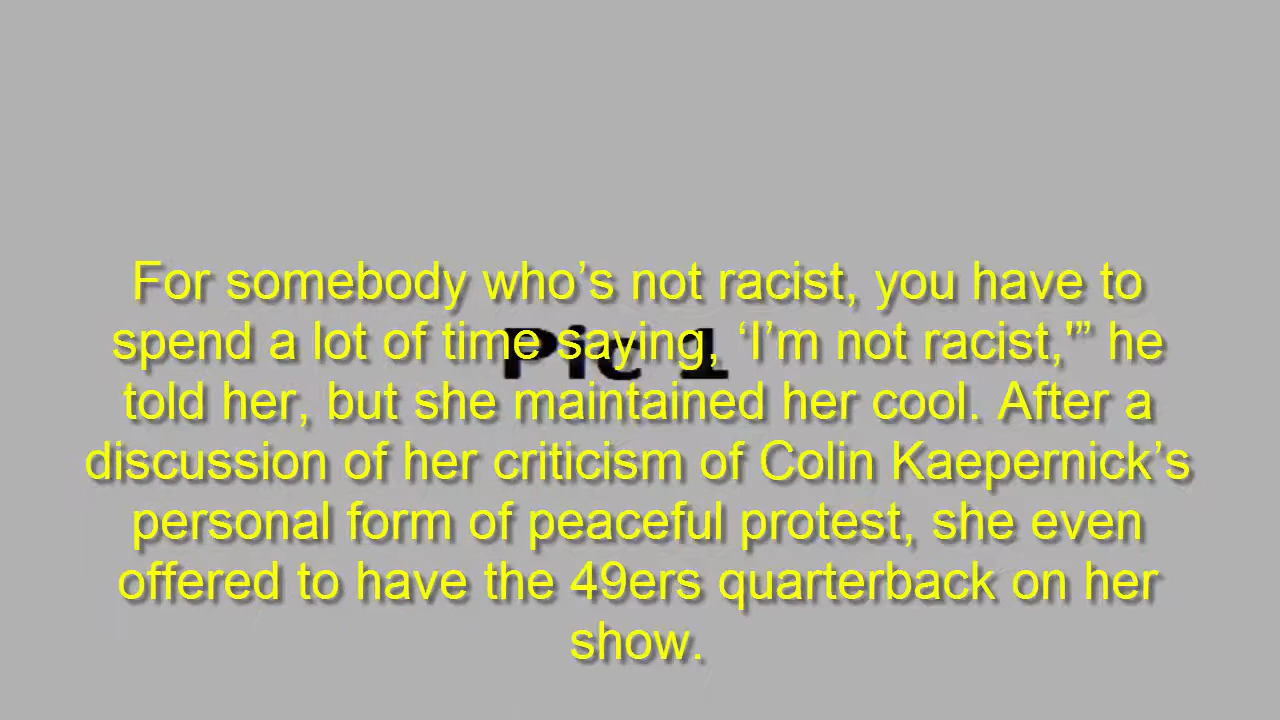 For somebody who’s not racist, you have to
spend a lot of time saying, ‘I’m not racist,'” he
told her, but she maintained her cool. After a
discussion of her criticism of Colin Kaepernick’s
personal form of peaceful protest, she even
offered to have the 49ers quarterback on her
show.
Pic 1